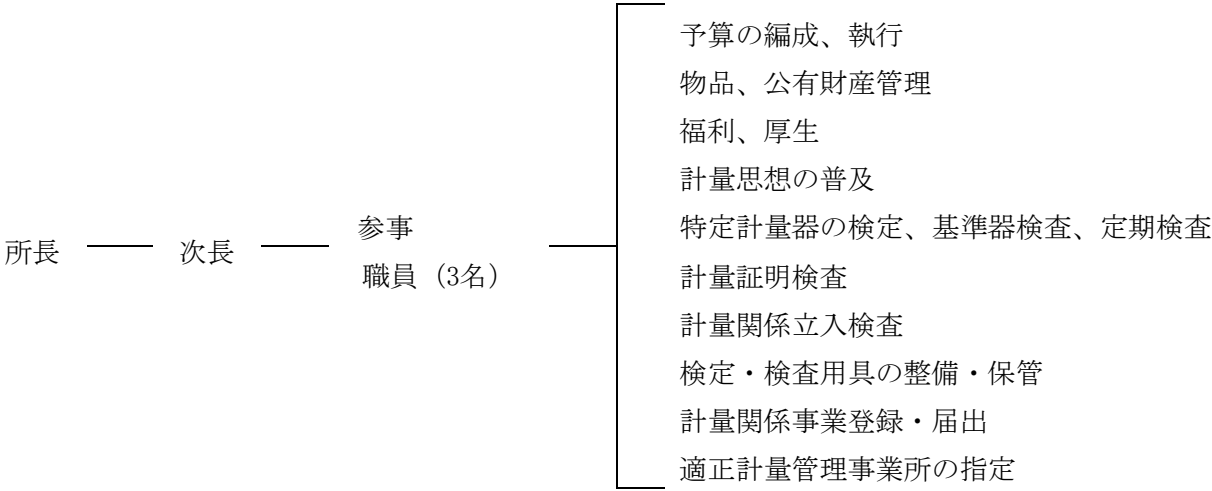 所長
次長
参事
職員（3名）
予算の編成、執行
物品、公有財産管理
福利、厚生
計量思想の普及
特定計量器の検定、基準器検査、定期検査
計量証明検査
計量関係立入検査
検定・検査用具の整備・保管
計量関係事業登録・届出
適正計量管理事業所の指定